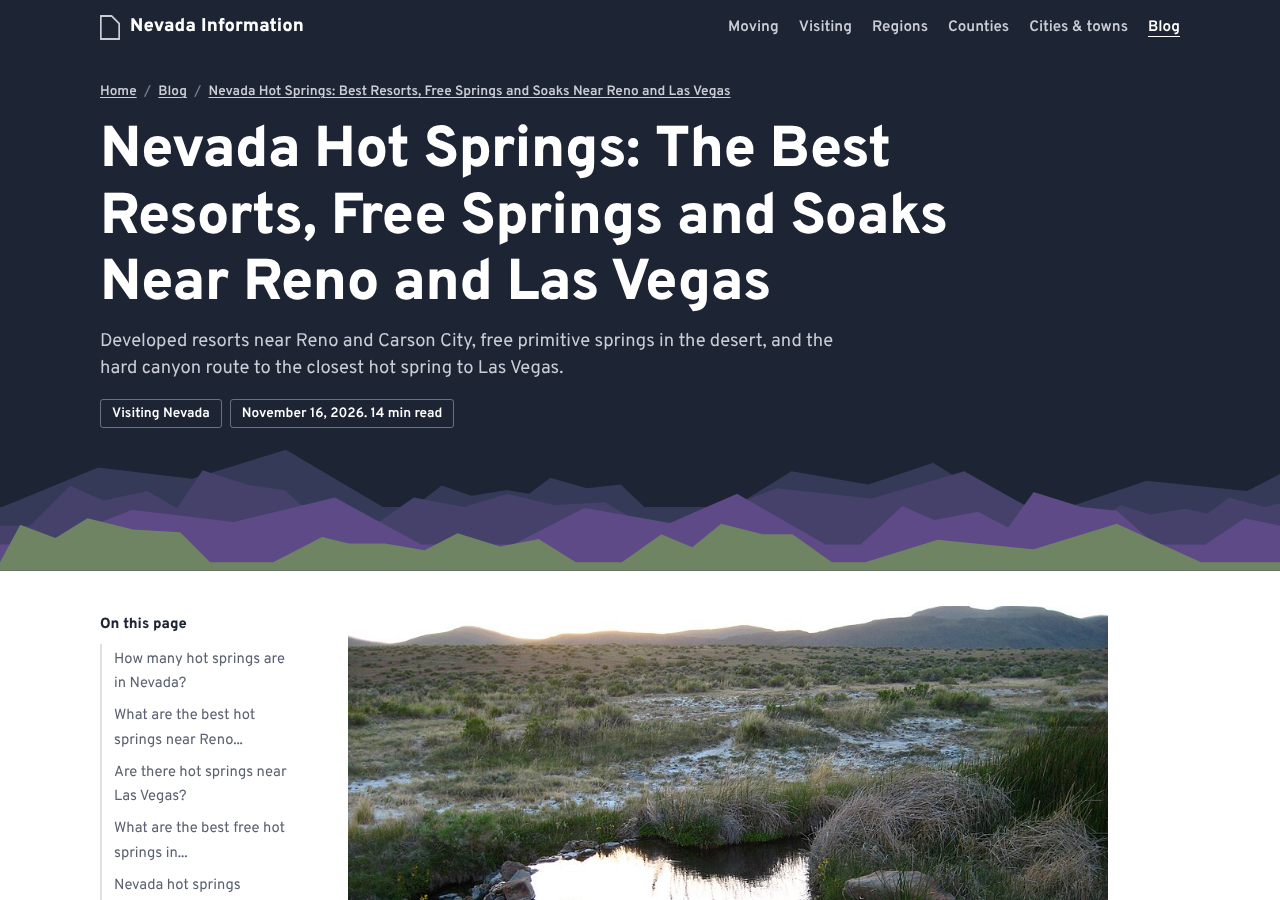 Nevada Information
Moving Visiting Regions Counties Cities & towns Blog
Home / Blog / Nevada Hot Springs: Best Resorts, Free Springs and Soaks Near Reno and Las Vegas
Nevada Hot Springs: The Best
Resorts, Free Springs and Soaks
Near Reno and Las Vegas
Developed resorts near Reno and Carson City, free primitive springs in the desert, and the
hard canyon route to the closest hot spring to Las Vegas.
Visiting Nevada
November 16, 2026. 14 min read
On this page
How many hot springs are
in Nevada?
What are the best hot
springs near Reno...
Are there hot springs near
Las Vegas?
What are the best free hot
springs in...
Nevada hot springs